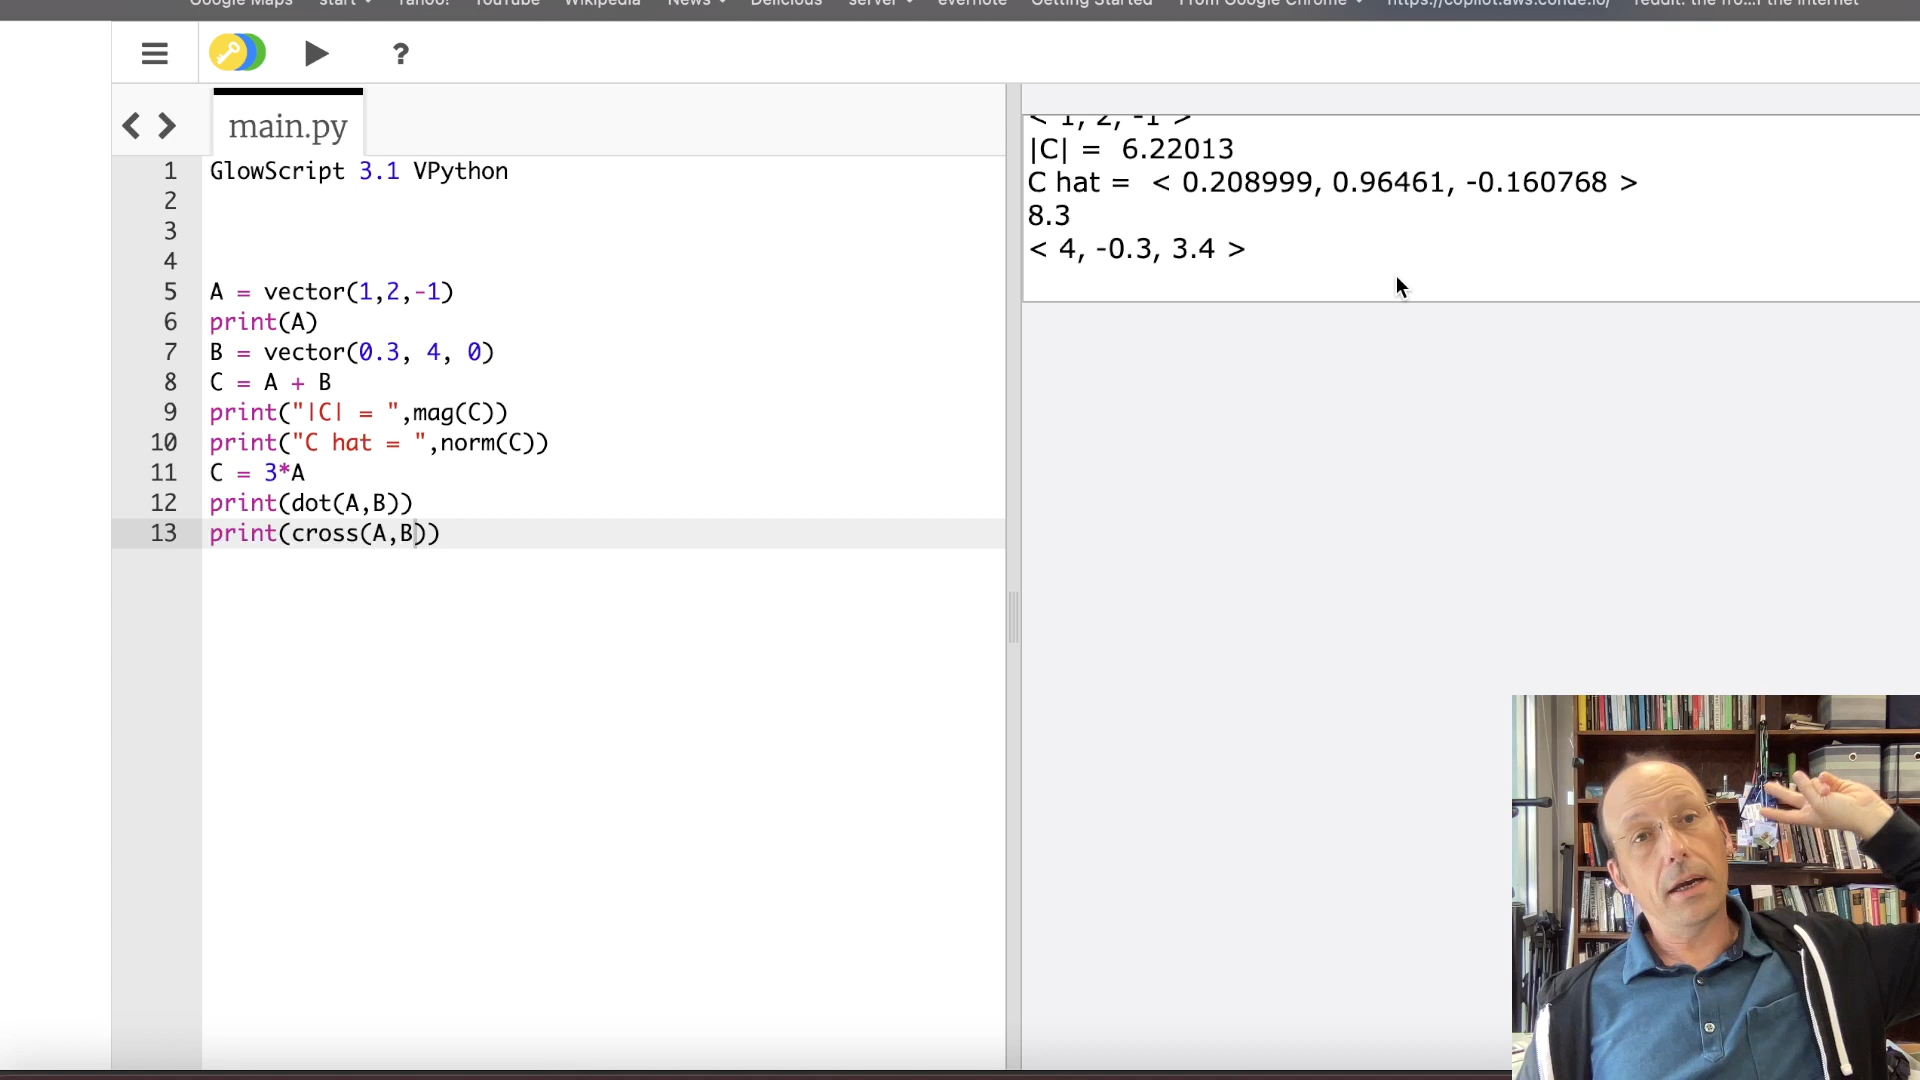 Google Maps start Yahoo! YouTube Wikipedia News Delicious server evernote Getting Started From Google Chrome https://copilot.aws.conde.io/ reddit: the fro...f the internet
?
main.py
1 GlowScript 3.1 VPython
2
3
4
5 A = vector(1,2,-1)
6 print(A)
7 B = vector(0.3, 4, 0)
8 C = A + B
9 print("|C| = ",mag(C))
10 print("C hat = ",norm(C))
11 C = 3*A
12 print(dot(A,B))
13 print(cross(A,B))
< 1, 2, -1 >
|C| = 6.22013
C hat = < 0.208999, 0.96461, -0.160768 >
8.3
< 4, -0.3, 3.4 >